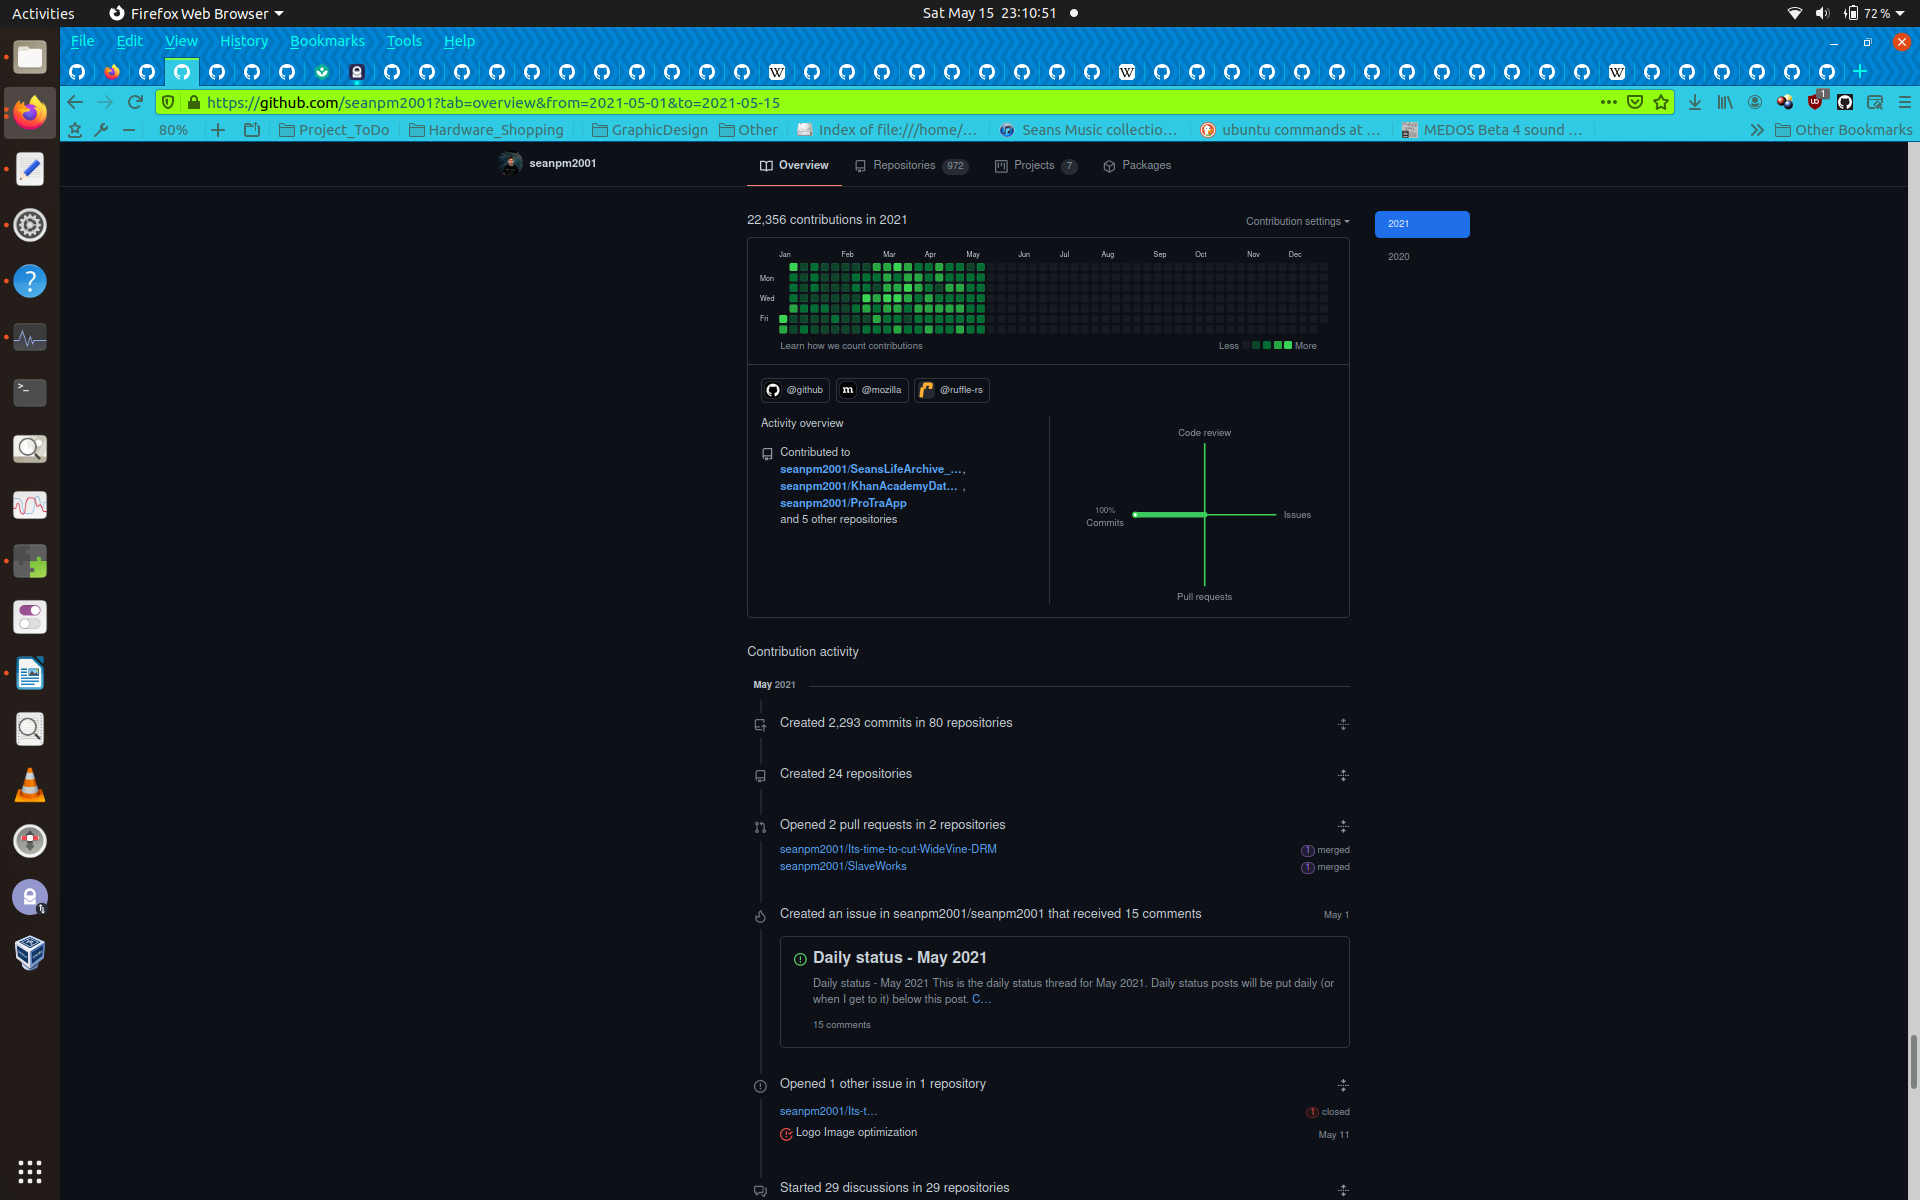 Activities
Firefox Web Browser
Sat May 15 23:10:51
72 %
File Edit View History Bookmarks Tools Help
https://github.com/seanpm2001?tab=overview&from=2021-05-01&to=2021-05-15
1
80%
Project_ToDo
Hardware_Shopping
GraphicDesign
Other
Index of file:///home/...
Seans Music collectio...
ubuntu commands at ...
MEDOS Beta 4 sound ...
Other Bookmarks
seanpm2001
Overview
Repositories 972
Projects 7
Packages
22,356 contributions in 2021
Contribution settings
2021
2020
Jan Feb Mar Apr May Jun Jul Aug Sep Oct Nov Dec
Mon
Wed
Fri
Learn how we count contributions
Less More
@github
@mozilla
@ruffle-rs
Activity overview
Contributed to
seanpm2001/SeansLifeArchive_...,
seanpm2001/KhanAcademyDat... ,
seanpm2001/ProTraApp
and 5 other repositories
Code review
100%
Commits
Issues
Pull requests
Contribution activity
May 2021
Created 2,293 commits in 80 repositories
Created 24 repositories
Opened 2 pull requests in 2 repositories
seanpm2001/Its-time-to-cut-WideVine-DRM
1 merged
seanpm2001/SlaveWorks
1 merged
Created an issue in seanpm2001/seanpm2001 that received 15 comments
May 1
Daily status - May 2021
Daily status - May 2021 This is the daily status thread for May 2021. Daily status posts will be put daily (or
when I get to it) below this post. C...
15 comments
Opened 1 other issue in 1 repository
seanpm2001/Its-t...
1 closed
Logo Image optimization
May 11
Started 29 discussions in 29 repositories